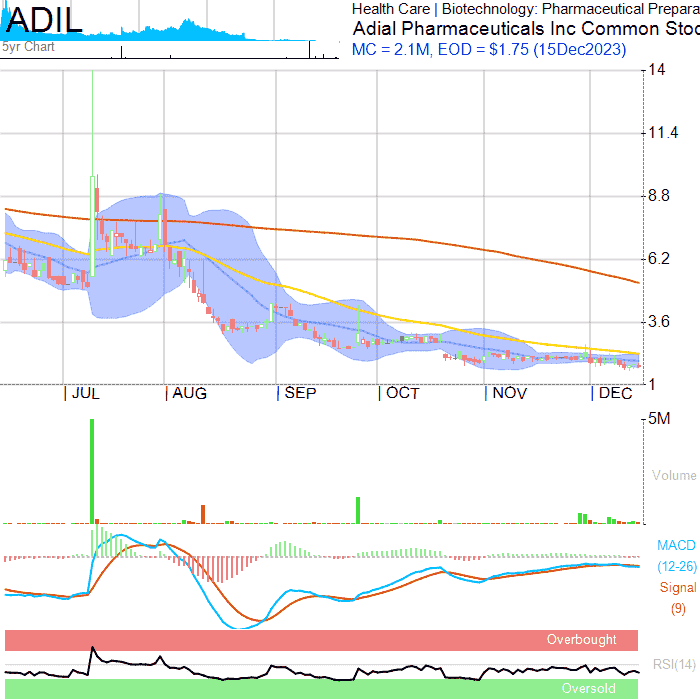 ADIL
5yr Chart
Health Care | Biotechnology: Pharmaceutical Prepara
Adial Pharmaceuticals Inc Common Stoc
MC = 2.1M, EOD = $1.75 (15Dec2023)
14
11.4
8.8
6.2
3.6
1
JUL AUG SEP OCT NOV DEC
5M
Volume
MACD
(12-26)
Signal
(9)
Overbought
RSI(14)
Oversold